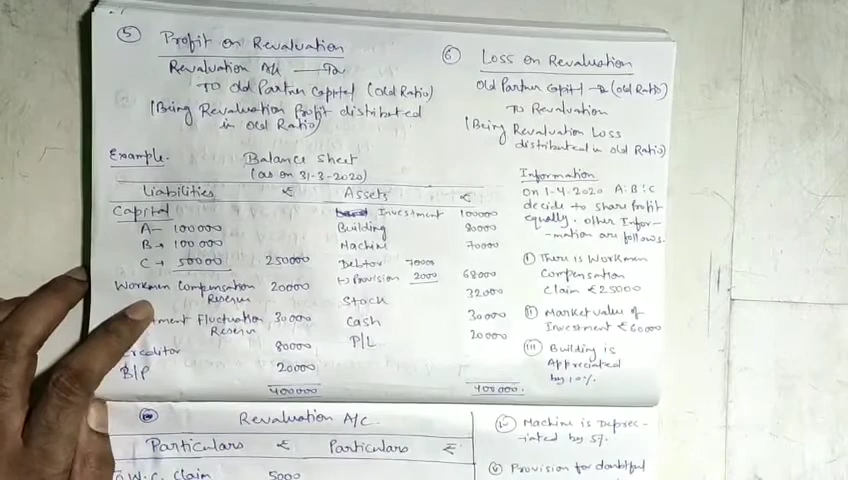 5 Profit on Revaluation
Revaluation A/c — Dr
To Old Partner Capital (Old Ratio)
(Being Revaluation Profit distributed
in Old Ratio)
6 Loss on Revaluation
Old Partner Capital (Old Ratio)
To Revaluation
(Being Revaluation Loss
distributed in Old Ratio)
Example.
Balance Sheet
(as on 31-3-2020)
Liabilities ₹ Assets ₹
Capital Investment 100000
A - 100000 Building 80000
B → 100000 Machine 70000
C → 50000 250000 Debtor 70000
(-) Provision 2000 68000
Workmen Compensation 20000
Reserve Stock 32000
Fluctuation 30000 Cash 30000
Reserve
Creditor 80000 P/L 20000
B/P 20000
400000 400000
Information
on 1-4-2020 A:B:C
decide to share Profit
equally. other Infor-
-mation are follows.
(i) There is Workmen
Compensation
Claim ₹25000
(ii) Market value of
Investment ₹60000
(iii) Building is
Appreciated
by 10%.
Revaluation A/c.
Particulars ₹ Particulars ₹
W.C. Claim 5000
(iv) Machine is Deprec-
-iated by 5%.
(v) Provision for doubtful